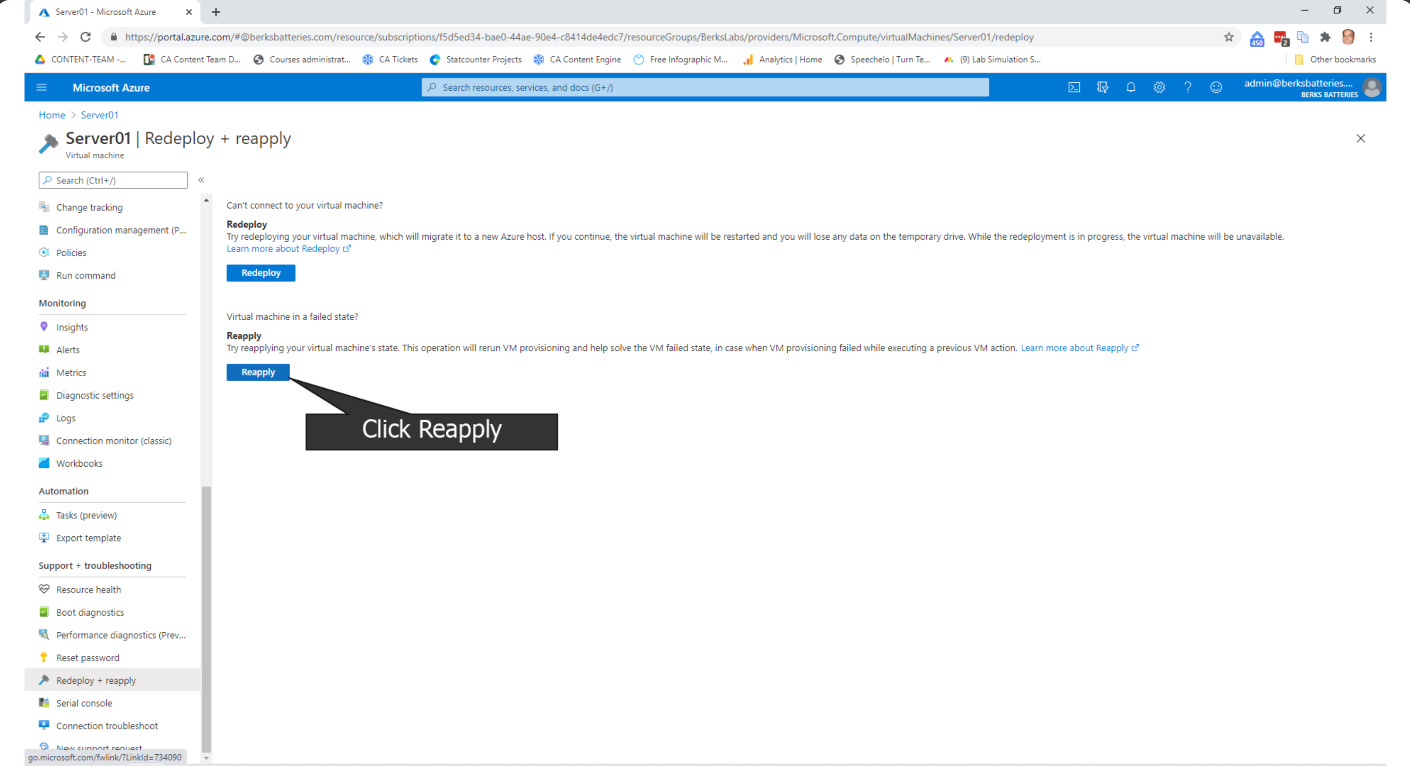 Server01 - Microsoft Azure
https://portal.azure.com/#@berksbatteries.com/resource/subscriptions/f5d5ed34-bae0-44ae-90e4-c8414de4edc7/resourceGroups/BerksLabs/providers/Microsoft.Compute/virtualMachines/Server01/redeploy
CONTENT-TEAM -... CA Content Team D... Courses administrat... CA Tickets Statcounter Projects CA Content Engine Free Infographic M... Analytics | Home Speechelo | Turn Te... (9) Lab Simulation S... Other bookmarks
Microsoft Azure
Search resources, services, and docs (G+/)
admin@berksbatteries....
BERKS BATTERIES
Home > Server01
Server01 | Redeploy + reapply
Virtual machine
Search (Ctrl+/)
«
Change tracking
Configuration management (P...
Policies
Run command
Monitoring
Insights
Alerts
Metrics
Diagnostic settings
Logs
Connection monitor (classic)
Workbooks
Automation
Tasks (preview)
Export template
Support + troubleshooting
Resource health
Boot diagnostics
Performance diagnostics (Prev...
Reset password
Redeploy + reapply
Serial console
Connection troubleshoot
New support request
go.microsoft.com/fwlink/?LinkId=734090
Can't connect to your virtual machine?
Redeploy
Try redeploying your virtual machine, which will migrate it to a new Azure host. If you continue, the virtual machine will be restarted and you will lose any data on the temporary drive. While the redeployment is in progress, the virtual machine will be unavailable.
Learn more about Redeploy
Redeploy
Virtual machine in a failed state?
Reapply
Try reapplying your virtual machine's state. This operation will rerun VM provisioning and help solve the VM failed state, in case when VM provisioning failed while executing a previous VM action. Learn more about Reapply
Reapply
Click Reapply